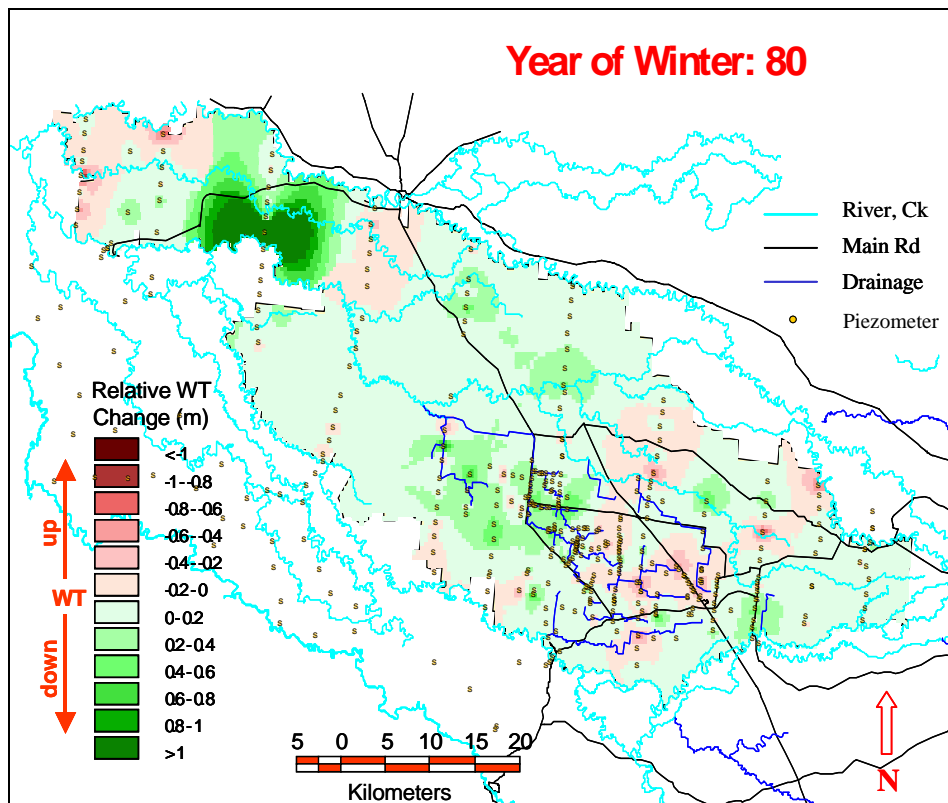 Year of Winter: 80
River, Ck
Main Rd
Drainage
Piezometer
Relative WT
Change (m)
<-1
-1--0.8
-0.8--0.6
-0.6--0.4
-0.4--0.2
-0.2-0
0-0.2
0.2-0.4
0.4-0.6
0.6-0.8
0.8-1
>1
up
WT
down
5 0 5 10 15 20
Kilometers
N